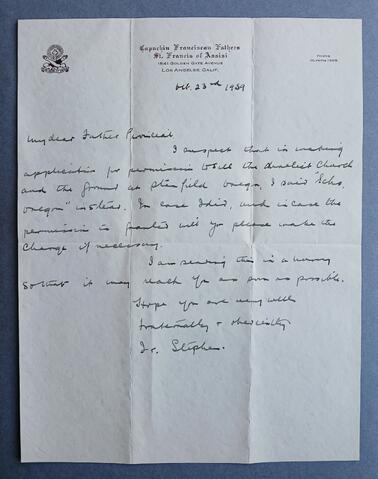 Capuchin Franciscan Fathers
St. Francis of Assisi
1541 GOLDEN GATE AVENUE
LOS ANGELES, CALIF.
PHONE
Oct. 23rd 1939
My dear Father Provincial
I suspect that in making
application for permission to sell the derelict Church
and the ground at Stanfield Oregon, I said "Echo,
Oregon" instead. In case I did, and in case the
permission is granted will you please make the
change if necessary.
I am sending this in a hurry
so that it may reach you as soon as possible.
Hope you are very well
fraternally & obediently
Fr. Stephen.